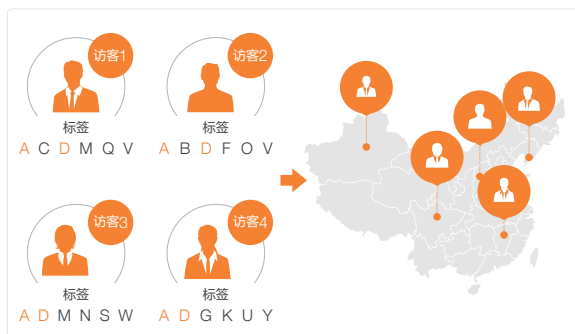 访客1
标签
A C D M Q V
访客2
标签
A B D F O V
访客3
标签
A D M N S W
访客4
标签
A D G K U Y